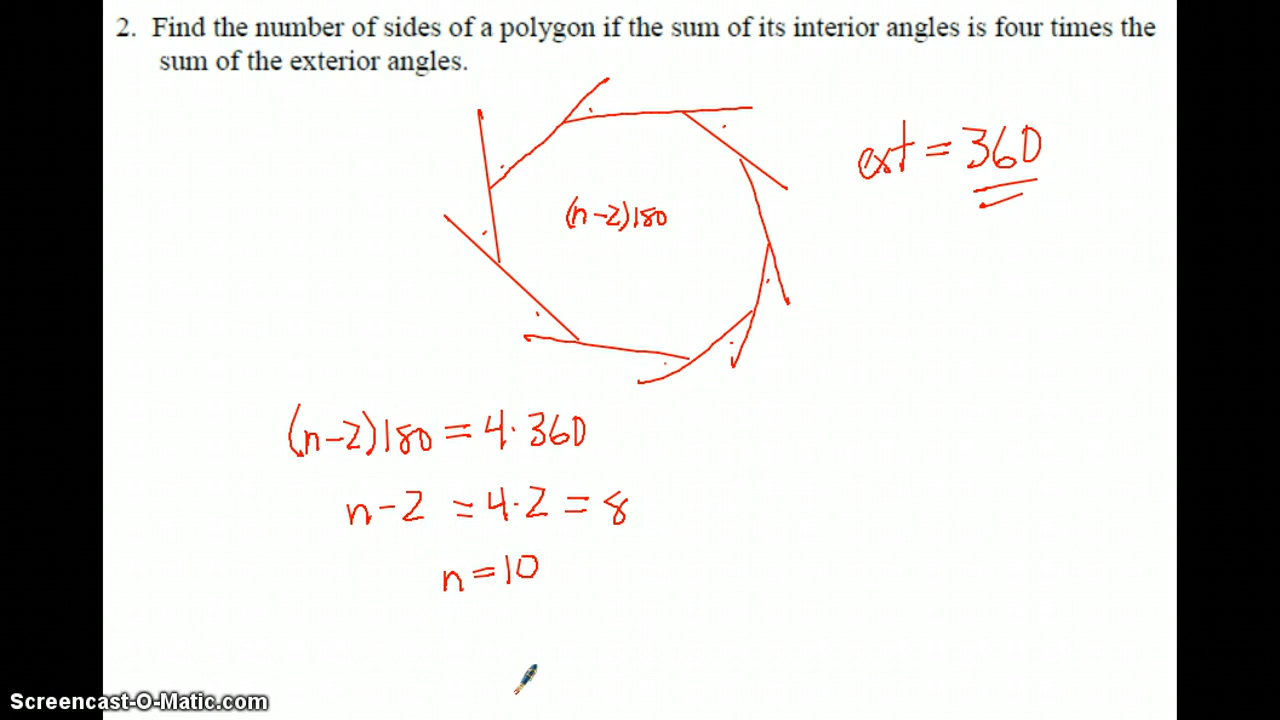 2. Find the number of sides of a polygon if the sum of its interior angles is four times the
sum of the exterior angles.
ext = 360
(n-2)180
(n-2)180 = 4·360
n-2 = 4·2 = 8
n = 10
Screencast-O-Matic.com